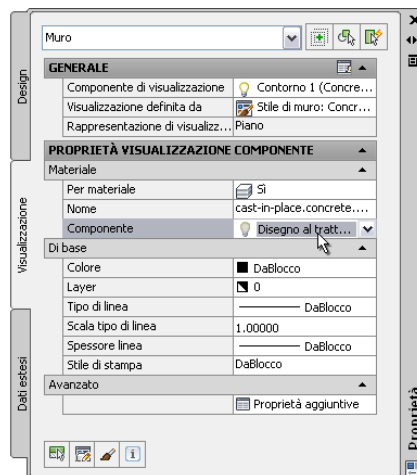 Muro
GENERALE
Componente di visualizzazione Contorno 1 (Concre...
Visualizzazione definita da Stile di muro: Concr...
Rappresentazione di visualizz... Piano
PROPRIETÀ VISUALIZZAZIONE COMPONENTE
Materiale
Per materiale Sì
Nome cast-in-place.concrete....
Componente Disegno al tratt...
Di base
Colore DaBlocco
Layer 0
Tipo di linea DaBlocco
Scala tipo di linea 1.00000
Spessore linea DaBlocco
Stile di stampa DaBlocco
Avanzato
Proprietà aggiuntive
Design
Visualizzazione
Dati estesi
Proprietà